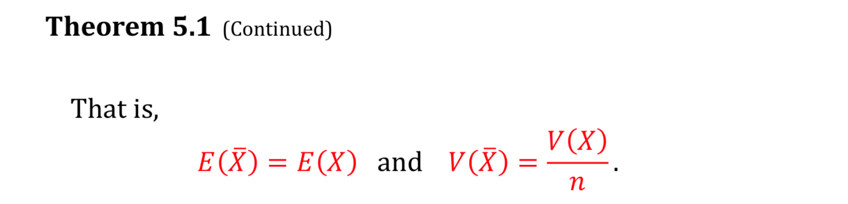 Theorem 5.1 (Continued)
That is,
E(X̄) = E(X) and V(X̄) = V(X)/n.